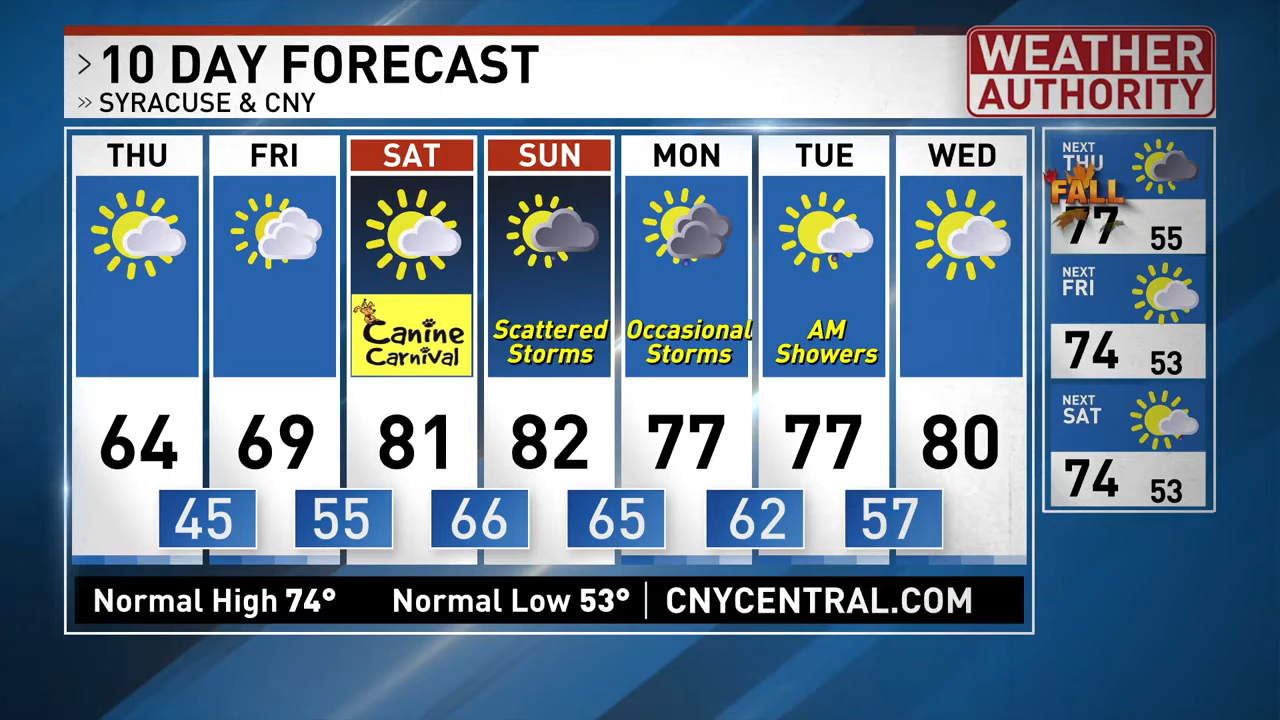 > 10 DAY FORECAST
» SYRACUSE & CNY
WEATHER
AUTHORITY
THU
FRI
SAT
SUN
MON
TUE
WED
Canine
Carnival
Scattered
Storms
Occasional
Storms
AM
Showers
64
69
81
82
77
77
80
45
55
66
65
62
57
NEXT
THU
FALL
77
55
NEXT
FRI
74
53
NEXT
SAT
74
53
Normal High 74° Normal Low 53° | CNYCENTRAL.COM